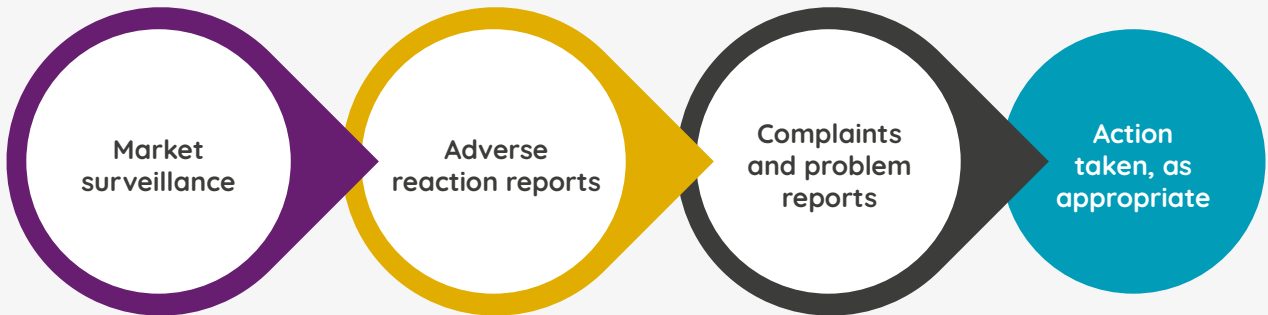 Market
surveillance
Adverse
reaction reports
Complaints
and problem
reports
Action
taken, as
appropriate